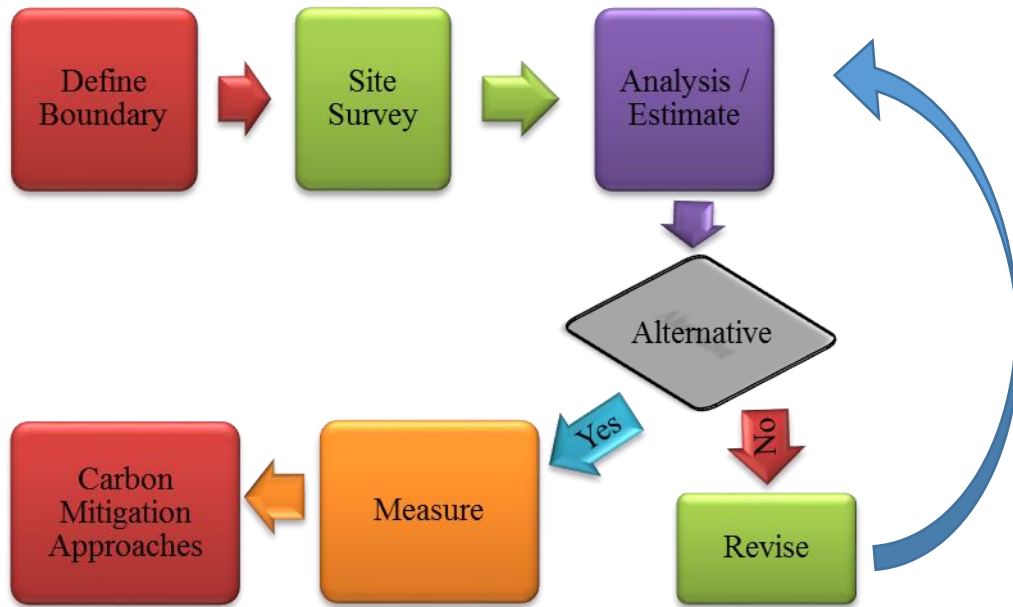 Define
Boundary
Site
Survey
Analysis /
Estimate
Alternative
Yes
No
Carbon
Mitigation
Approaches
Measure
Revise